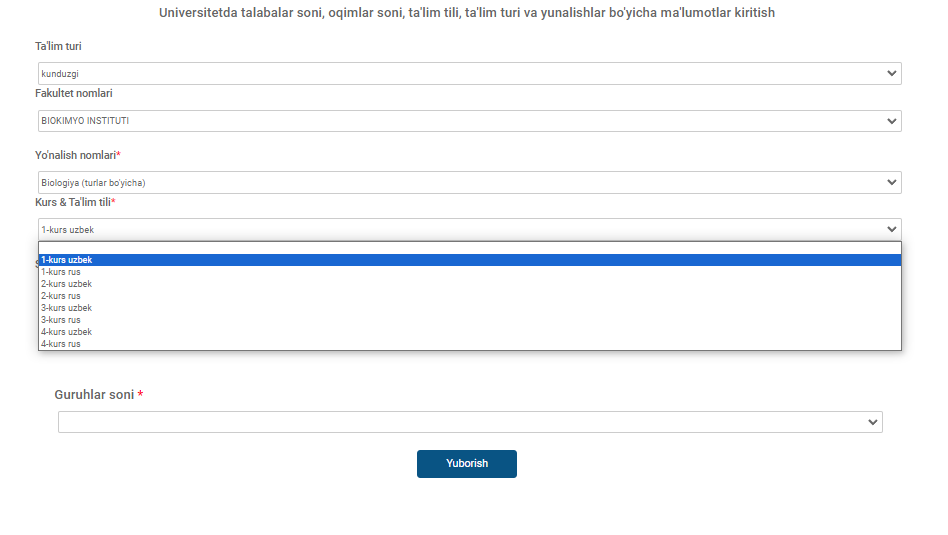 Universitetda talabalar soni, oqimlar soni, ta'lim tili, ta'lim turi va yunalishlar bo'yicha ma'lumotlar kiritish
Ta'lim turi
kunduzgi
Fakultet nomlari
BIOKIMYO INSTITUTI
Yo'nalish nomlari*
Biologiya (turlar bo'yicha)
Kurs & Ta'lim tili*
1-kurs uzbek
1-kurs uzbek
1-kurs rus
2-kurs uzbek
2-kurs rus
3-kurs uzbek
3-kurs rus
4-kurs uzbek
4-kurs rus
Guruhlar soni *
Yuborish